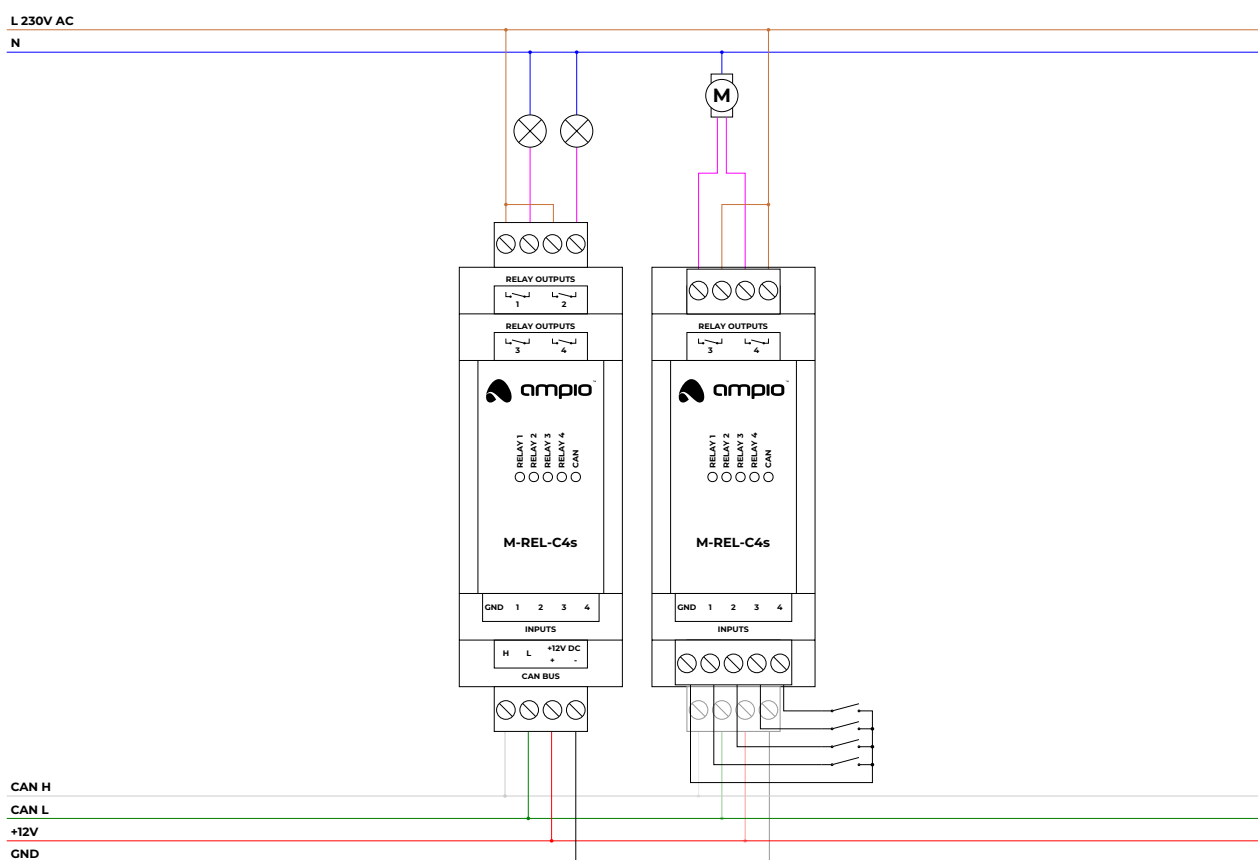 L 230V AC
N
M
RELAY OUTPUTS
1 2
RELAY OUTPUTS
3 4
ampio™
RELAY 1
RELAY 2
RELAY 3
RELAY 4
CAN
M-REL-C4s
GND 1 2 3 4
INPUTS
H L +12V DC
+ -
CAN BUS
RELAY OUTPUTS
3 4
ampio™
RELAY 1
RELAY 2
RELAY 3
RELAY 4
CAN
M-REL-C4s
GND 1 2 3 4
INPUTS
CAN H
CAN L
+12V
GND